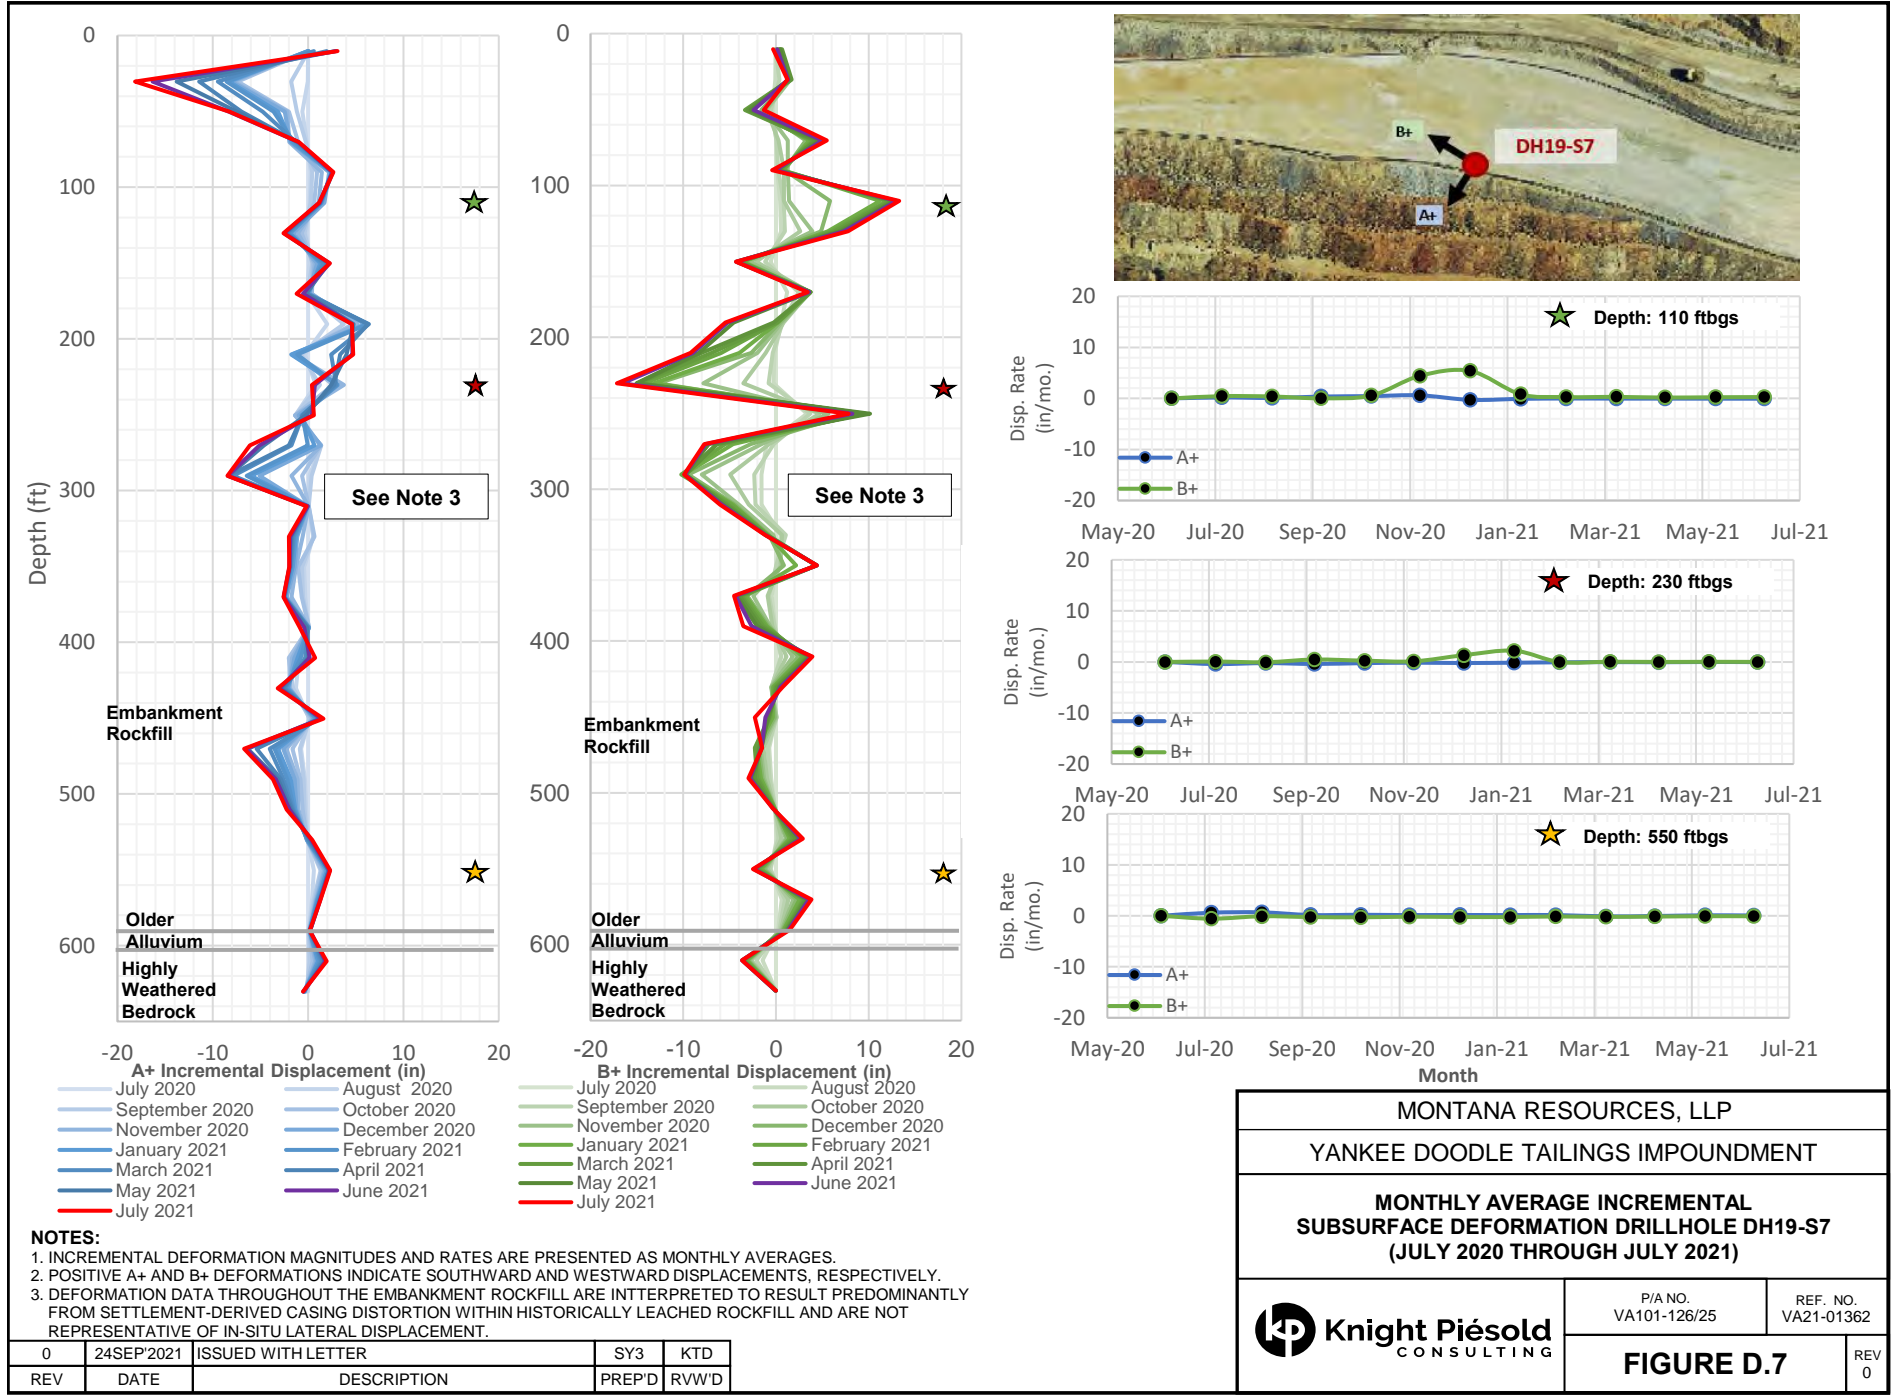 0
100
200
300
400
500
600
Depth (ft)
See Note 3
Embankment
Rockfill
Older
Alluvium
Highly
Weathered
Bedrock
-20 -10 0 10 20
A+ Incremental Displacement (in)
July 2020 August 2020
September 2020 October 2020
November 2020 December 2020
January 2021 February 2021
March 2021 April 2021
May 2021 June 2021
July 2021
0
100
200
300
400
500
600
See Note 3
Embankment
Rockfill
Older
Alluvium
Highly
Weathered
Bedrock
-20 -10 0 10 20
B+ Incremental Displacement (in)
July 2020 August 2020
September 2020 October 2020
November 2020 December 2020
January 2021 February 2021
March 2021 April 2021
May 2021 June 2021
July 2021
B+
DH19-S7
A+
20
10
0
-10
-20
Disp. Rate
(in/mo.)
Depth: 110 ftbgs
A+
B+
May-20 Jul-20 Sep-20 Nov-20 Jan-21 Mar-21 May-21 Jul-21
20
10
0
-10
-20
Disp. Rate
(in/mo.)
Depth: 230 ftbgs
A+
B+
May-20 Jul-20 Sep-20 Nov-20 Jan-21 Mar-21 May-21 Jul-21
20
10
0
-10
-20
Disp. Rate
(in/mo.)
Depth: 550 ftbgs
A+
B+
May-20 Jul-20 Sep-20 Nov-20 Jan-21 Mar-21 May-21 Jul-21
Month
NOTES:
1. INCREMENTAL DEFORMATION MAGNITUDES AND RATES ARE PRESENTED AS MONTHLY AVERAGES.
2. POSITIVE A+ AND B+ DEFORMATIONS INDICATE SOUTHWARD AND WESTWARD DISPLACEMENTS, RESPECTIVELY.
3. DEFORMATION DATA THROUGHOUT THE EMBANKMENT ROCKFILL ARE INTTERPRETED TO RESULT PREDOMINANTLY
FROM SETTLEMENT-DERIVED CASING DISTORTION WITHIN HISTORICALLY LEACHED ROCKFILL AND ARE NOT
REPRESENTATIVE OF IN-SITU LATERAL DISPLACEMENT.
0 24SEP'2021 ISSUED WITH LETTER SY3 KTD
REV DATE DESCRIPTION PREP'D RVW'D
MONTANA RESOURCES, LLP
YANKEE DOODLE TAILINGS IMPOUNDMENT
MONTHLY AVERAGE INCREMENTAL
SUBSURFACE DEFORMATION DRILLHOLE DH19-S7
(JULY 2020 THROUGH JULY 2021)
kp Knight Piésold
CONSULTING
P/A NO.
VA101-126/25
REF. NO.
VA21-01362
FIGURE D.7
REV
0